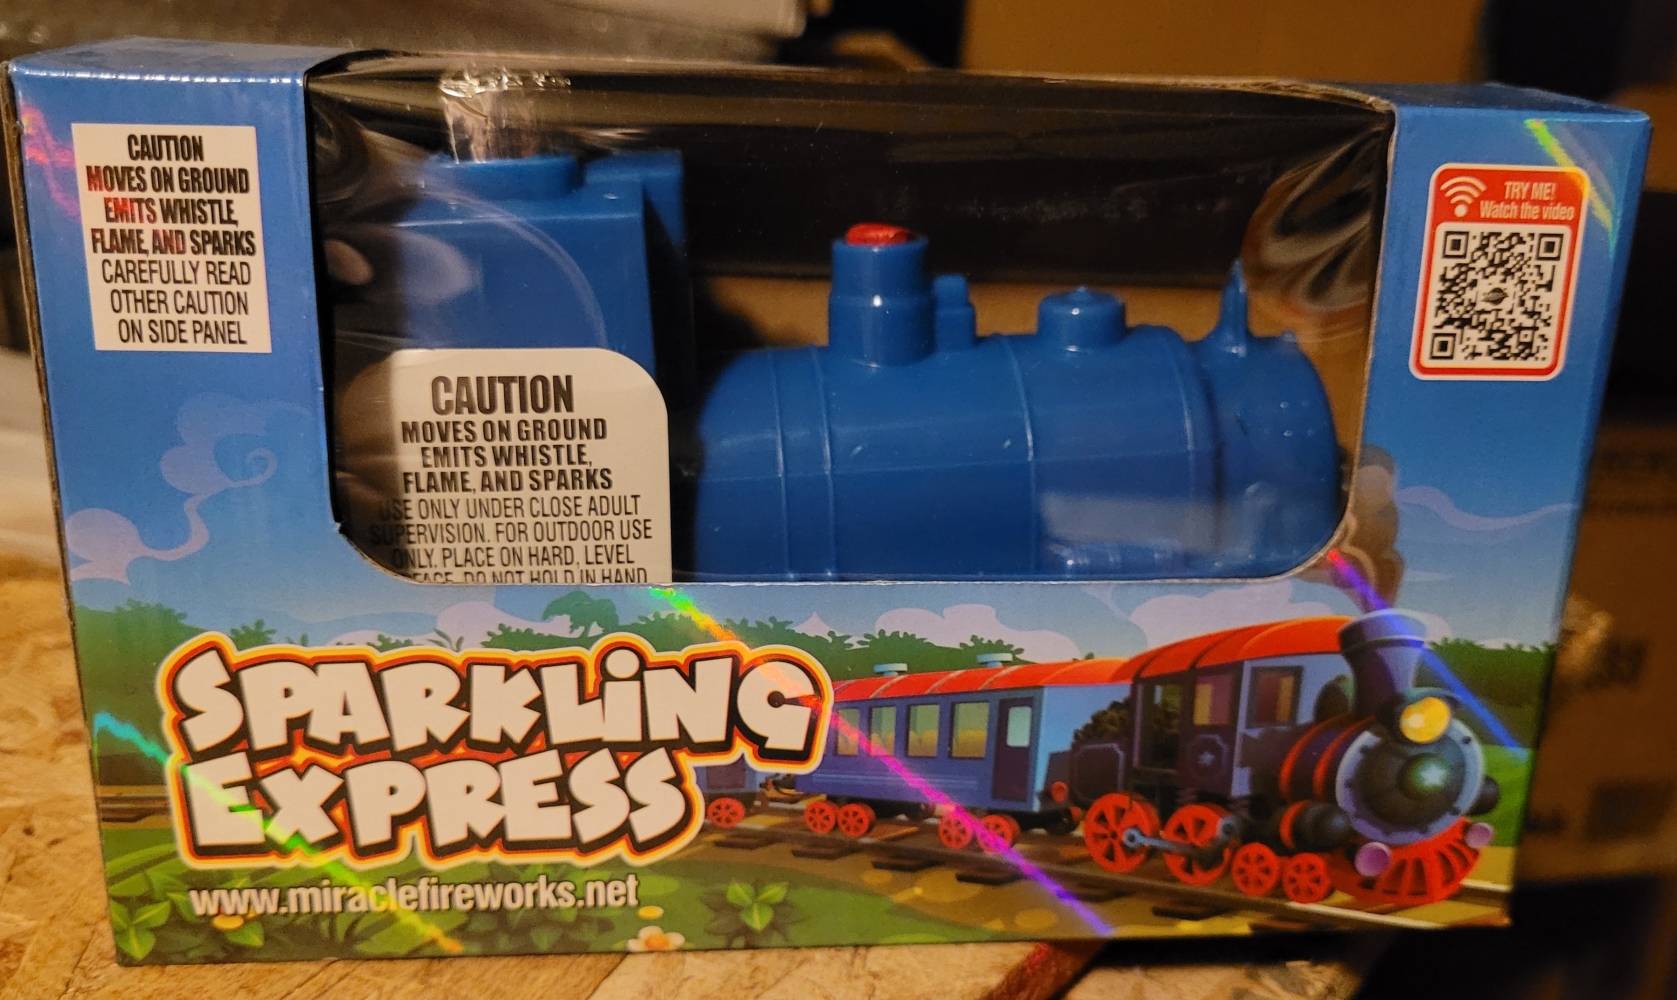 CAUTION
MOVES ON GROUND
EMITS WHISTLE,
FLAME, AND SPARKS
CAREFULLY READ
OTHER CAUTION
ON SIDE PANEL
TRY ME!
Watch the video
CAUTION
MOVES ON GROUND
EMITS WHISTLE,
FLAME, AND SPARKS
USE ONLY UNDER CLOSE ADULT
SUPERVISION. FOR OUTDOOR USE
ONLY. PLACE ON HARD, LEVEL
DO NOT HOLD IN HAND
SPARKLiNG
EXPRESS
www.miraclefireworks.net